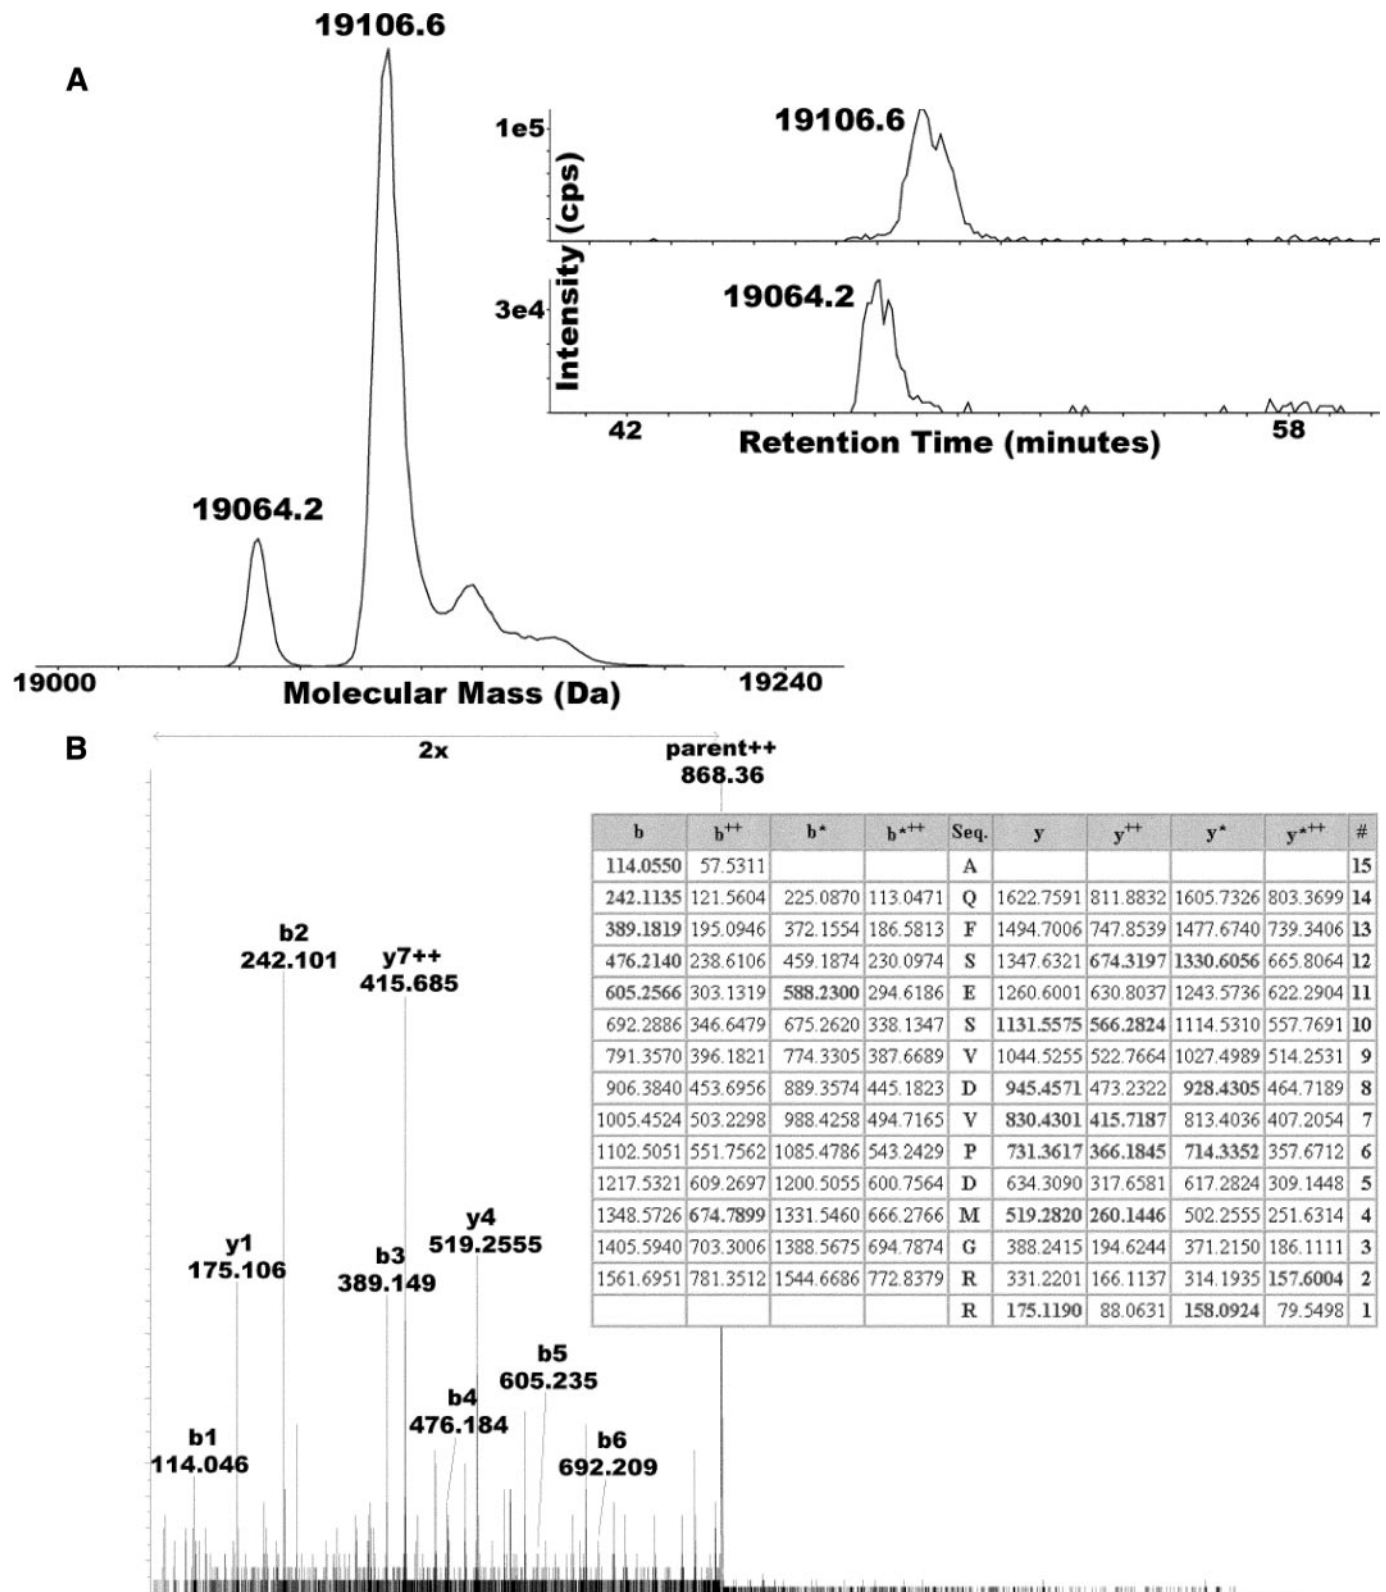 A
19106.6
19064.2
19000
Molecular Mass (Da)
19240
1e5
19106.6
3e4
19064.2
Intensity (cps)
42
Retention Time (minutes)
58
B
2x
parent++
868.36
b2
242.101
y7++
415.685
y1
175.106
b3
389.149
y4
519.2555
b1
114.046
b4
476.184
b5
605.235
b6
692.209
b b++ b* b*++ Seq. y y++ y* y*++ #
114.0550 57.5311 A 15
242.1135 121.5604 225.0870 113.0471 Q 1622.7591 811.8832 1605.7326 803.3699 14
389.1819 195.0946 372.1554 186.5813 F 1494.7006 747.8539 1477.6740 739.3406 13
476.2140 238.6106 459.1874 230.0974 S 1347.6321 674.3197 1330.6056 665.8064 12
605.2566 303.1319 588.2300 294.6186 E 1260.6001 630.8037 1243.5736 622.2904 11
692.2886 346.6479 675.2620 338.1347 S 1131.5575 566.2824 1114.5310 557.7691 10
791.3570 396.1821 774.3305 387.6689 V 1044.5255 522.7664 1027.4989 514.2531 9
906.3840 453.6956 889.3574 445.1823 D 945.4571 473.2322 928.4305 464.7189 8
1005.4524 503.2298 988.4258 494.7165 V 830.4301 415.7187 813.4036 407.2054 7
1102.5051 551.7562 1085.4786 543.2429 P 731.3617 366.1845 714.3352 357.6712 6
1217.5321 609.2697 1200.5055 600.7564 D 634.3090 317.6581 617.2824 309.1448 5
1348.5726 674.7899 1331.5460 666.2766 M 519.2820 260.1446 502.2555 251.6314 4
1405.5940 703.3006 1388.5675 694.7874 G 388.2415 194.6244 371.2150 186.1111 3
1561.6951 781.3512 1544.6686 772.8379 R 331.2201 166.1137 314.1935 157.6004 2
R 175.1190 88.0631 158.0924 79.5498 1